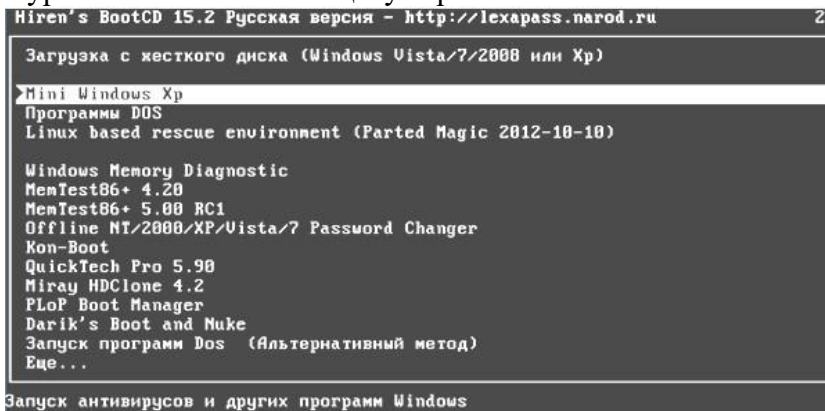 Hiren's BootCD 15.2 Русская версия - http://lexapass.narod.ru 2
Загрузка с жесткого диска (Windows Vista/7/2008 или Xp)
Mini Windows Xp
Программы DOS
Linux based rescue environment (Parted Magic 2012-10-10)
Windows Memory Diagnostic
MemTest86+ 4.20
MemTest86+ 5.00 RC1
Offline NT/2000/XP/Vista/7 Password Changer
Kon-Boot
QuickTech Pro 5.90
Miray HDClone 4.2
PLoP Boot Manager
Darik's Boot and Nuke
Запуск программ Dos (Альтернативный метод)
Еще...
Запуск антивирусов и других программ Windows